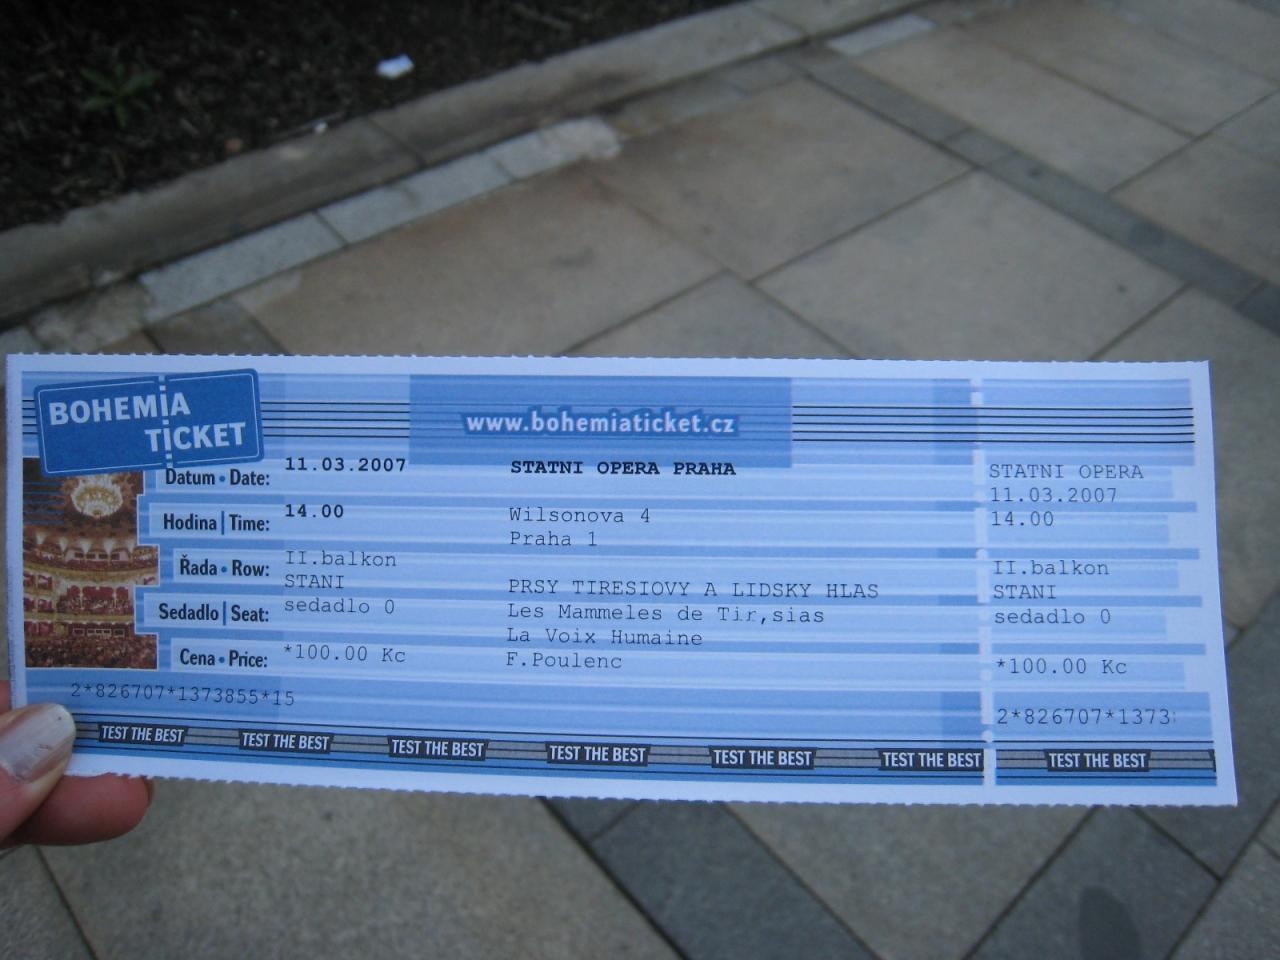 BOHEMIA
TICKET
www.bohemiaticket.cz
Datum • Date: 11.03.2007 STATNI OPERA PRAHA
Hodina | Time: 14.00 Wilsonova 4
Praha 1
Řada • Row: II.balkon
STANI PRSY TIRESIOVY A LIDSKY HLAS
Sedadlo | Seat: sedadlo 0 Les Mammeles de Tir,sias
La Voix Humaine
Cena • Price: *100.00 Kc F.Poulenc
2*826707*1373855*15
TEST THE BEST TEST THE BEST TEST THE BEST TEST THE BEST TEST THE BEST TEST THE BEST TEST THE BEST
STATNI OPERA
11.03.2007
14.00
II.balkon
STANI
sedadlo 0
*100.00 Kc
2*826707*1373